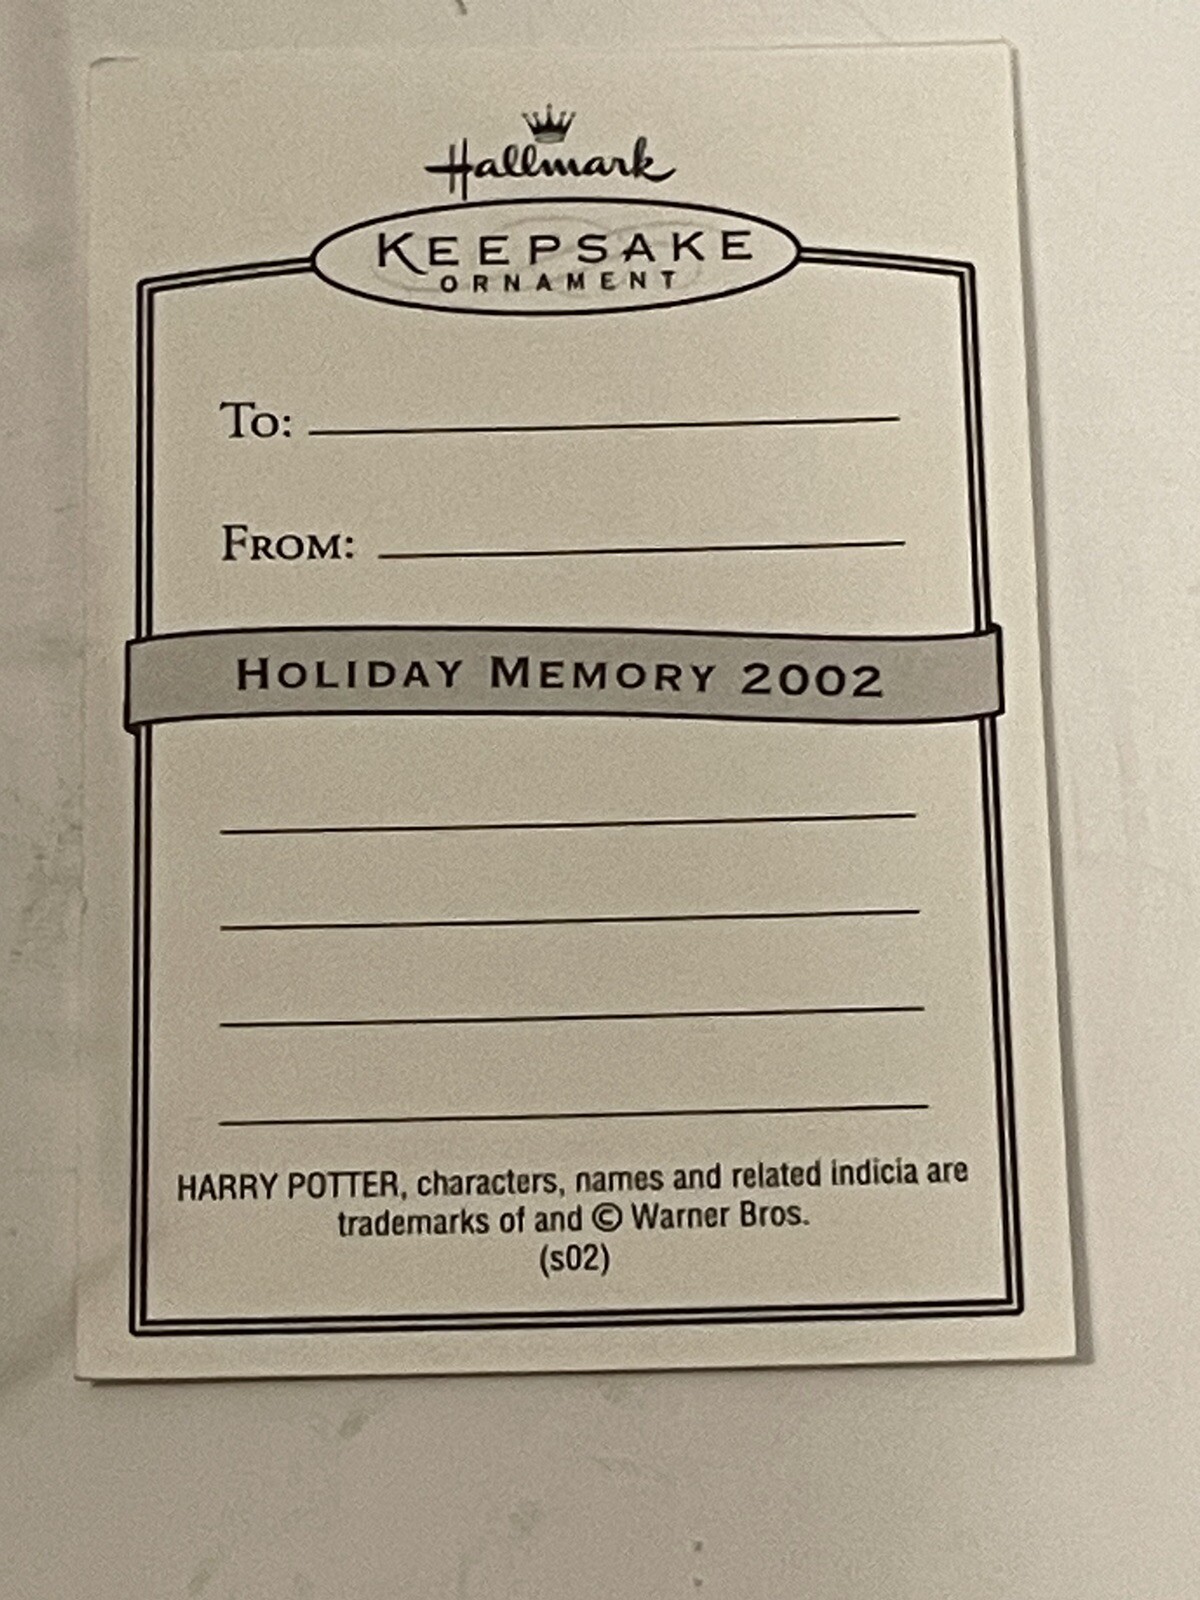 Hallmark
KEEPSAKE
ORNAMENT
TO:
FROM:
HOLIDAY MEMORY 2002
HARRY POTTER, characters, names and related indicia are
trademarks of and © Warner Bros.
(s02)